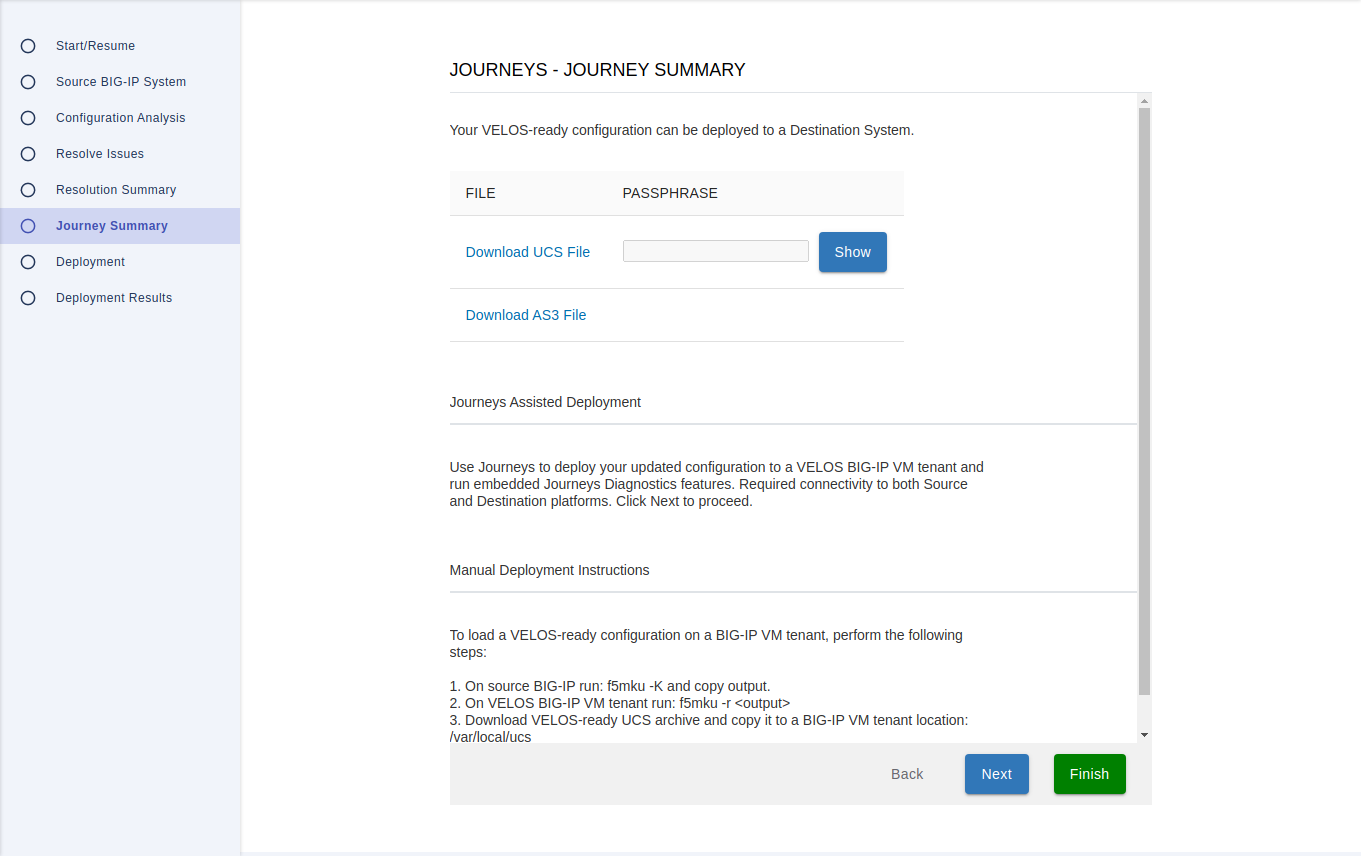 Start/Resume
Source BIG-IP System
Configuration Analysis
Resolve Issues
Resolution Summary
Journey Summary
Deployment
Deployment Results
JOURNEYS - JOURNEY SUMMARY
Your VELOS-ready configuration can be deployed to a Destination System.
FILE PASSPHRASE
Download UCS File Show
Download AS3 File
Journeys Assisted Deployment
Use Journeys to deploy your updated configuration to a VELOS BIG-IP VM tenant and
run embedded Journeys Diagnostics features. Required connectivity to both Source
and Destination platforms. Click Next to proceed.
Manual Deployment Instructions
To load a VELOS-ready configuration on a BIG-IP VM tenant, perform the following
steps:
1. On source BIG-IP run: f5mku -K and copy output.
2. On VELOS BIG-IP VM tenant run: f5mku -r <output>
3. Download VELOS-ready UCS archive and copy it to a BIG-IP VM tenant location:
/var/local/ucs
Back Next Finish